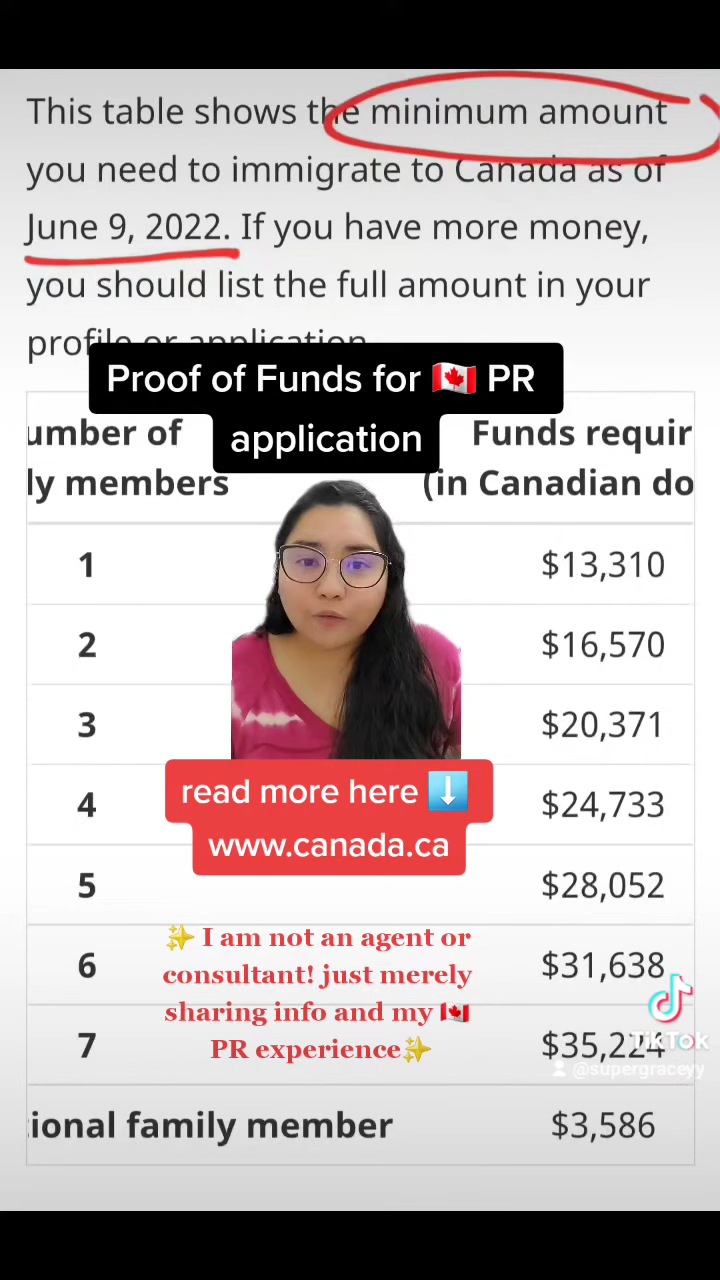 This table shows the minimum amount
you need to immigrate to Canada as of
June 9, 2022. If you have more money,
you should list the full amount in your
profile or application
Proof of Funds for 🇨🇦 PR
application
umber of
ly members
Funds requir
(in Canadian do
1 $13,310
2 $16,570
3 $20,371
4 $24,733
read more here ⬇️
www.canada.ca
5 $28,052
✨ I am not an agent or
consultant! just merely
sharing info and my 🇨🇦
PR experience✨
6 $31,638
7 $35,224
TikTok
@supergraceyy
ional family member $3,586